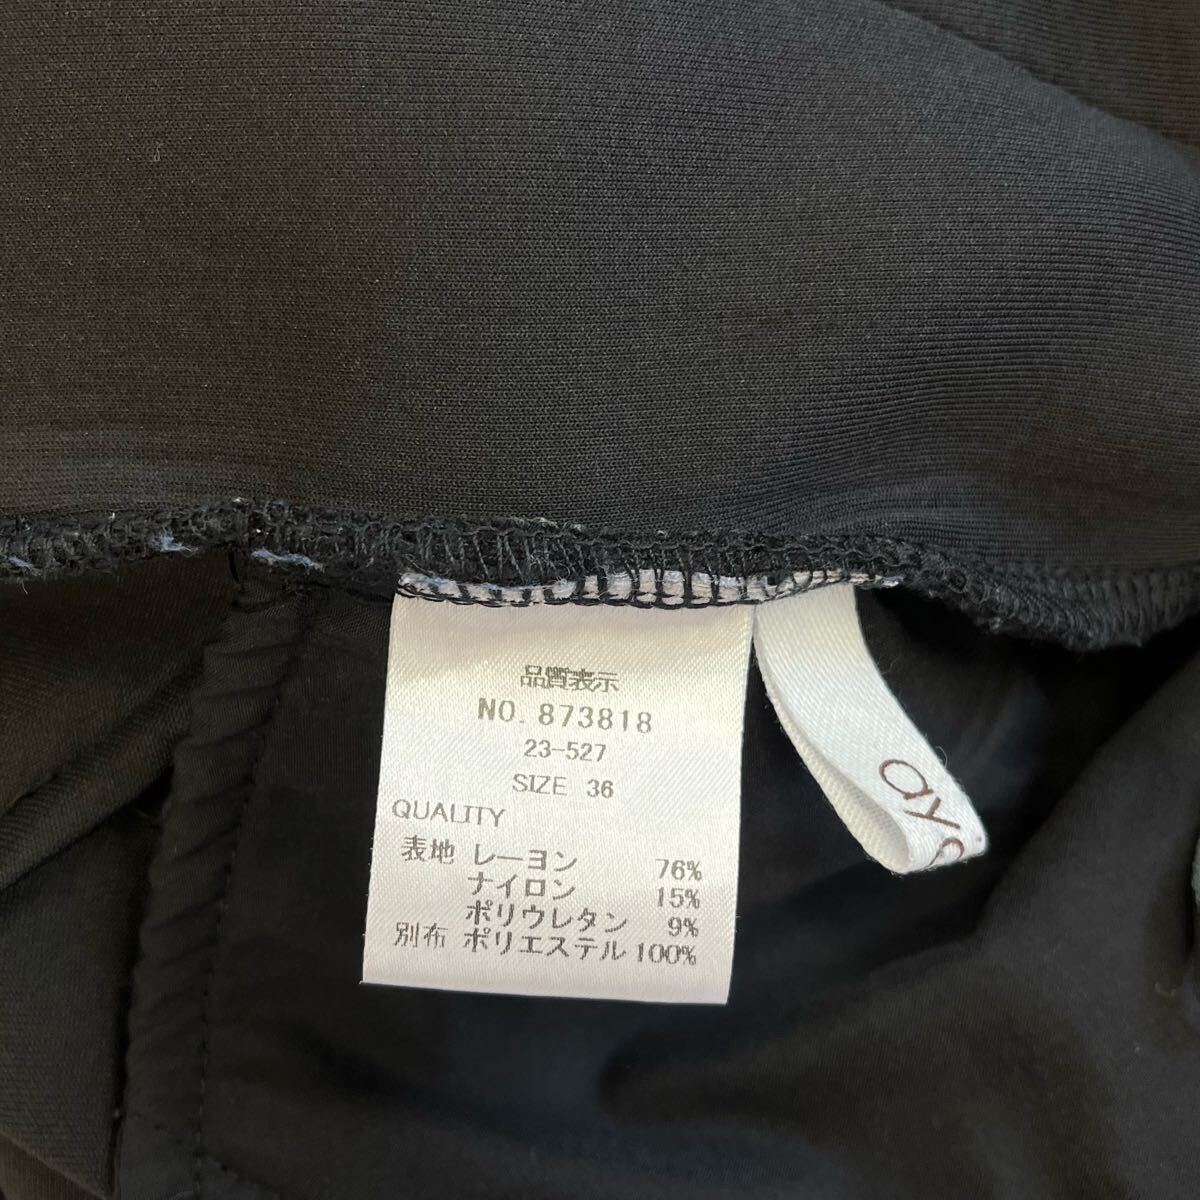 品質表示
NO. 873818
23-527
SIZE 36
QUALITY
表地 レーヨン 76%
ナイロン 15%
ポリウレタン 9%
別布 ポリエステル 100%